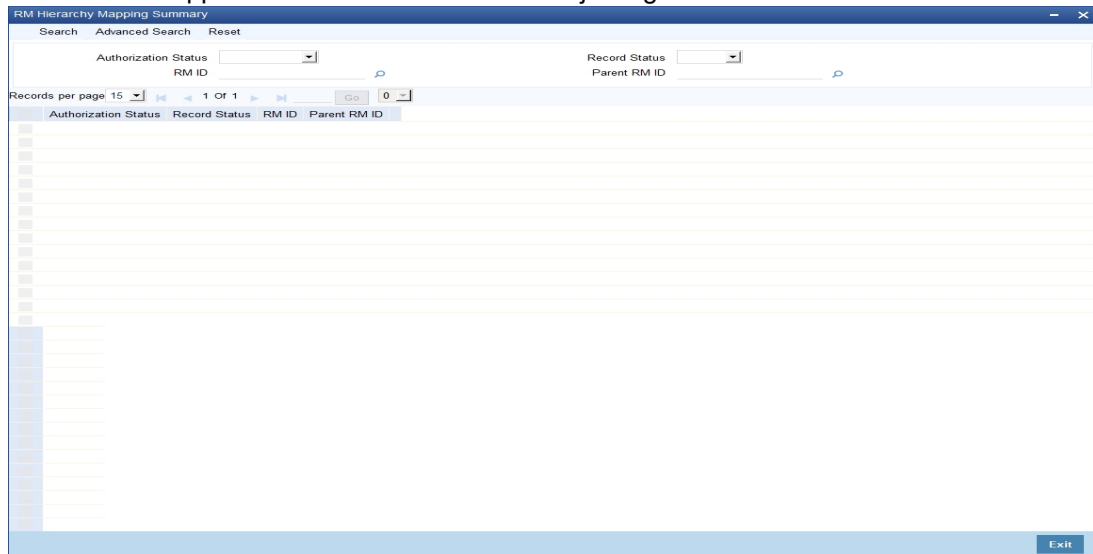 RM Hierarchy Mapping Summary
Search Advanced Search Reset
Authorization Status Record Status
RM ID Parent RM ID
Records per page 15 1 Of 1 Go 0
Authorization Status Record Status RM ID Parent RM ID
Exit